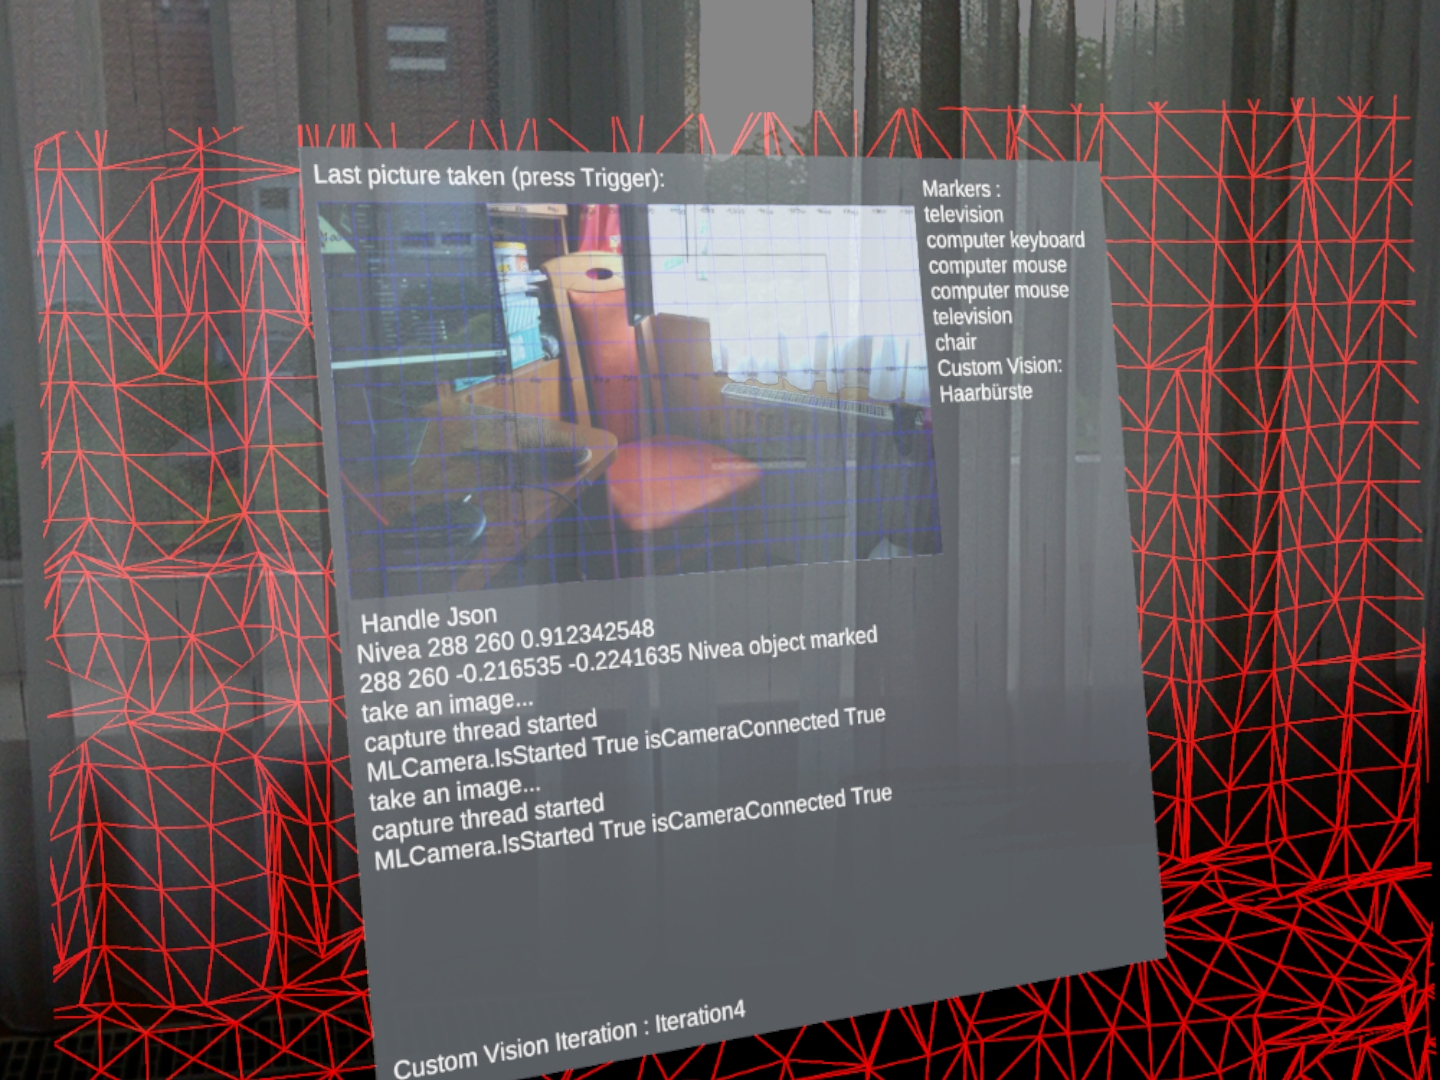 Last picture taken (press Trigger):
Markers :
television
computer keyboard
computer mouse
computer mouse
television
chair
Custom Vision:
Haarbürste
Handle Json
Nivea 288 260 0.912342548
288 260 -0.216535 -0.2241635 Nivea object marked
take an image...
capture thread started
MLCamera.IsStarted True isCameraConnected True
take an image...
capture thread started
MLCamera.IsStarted True isCameraConnected True
Custom Vision Iteration : Iteration4